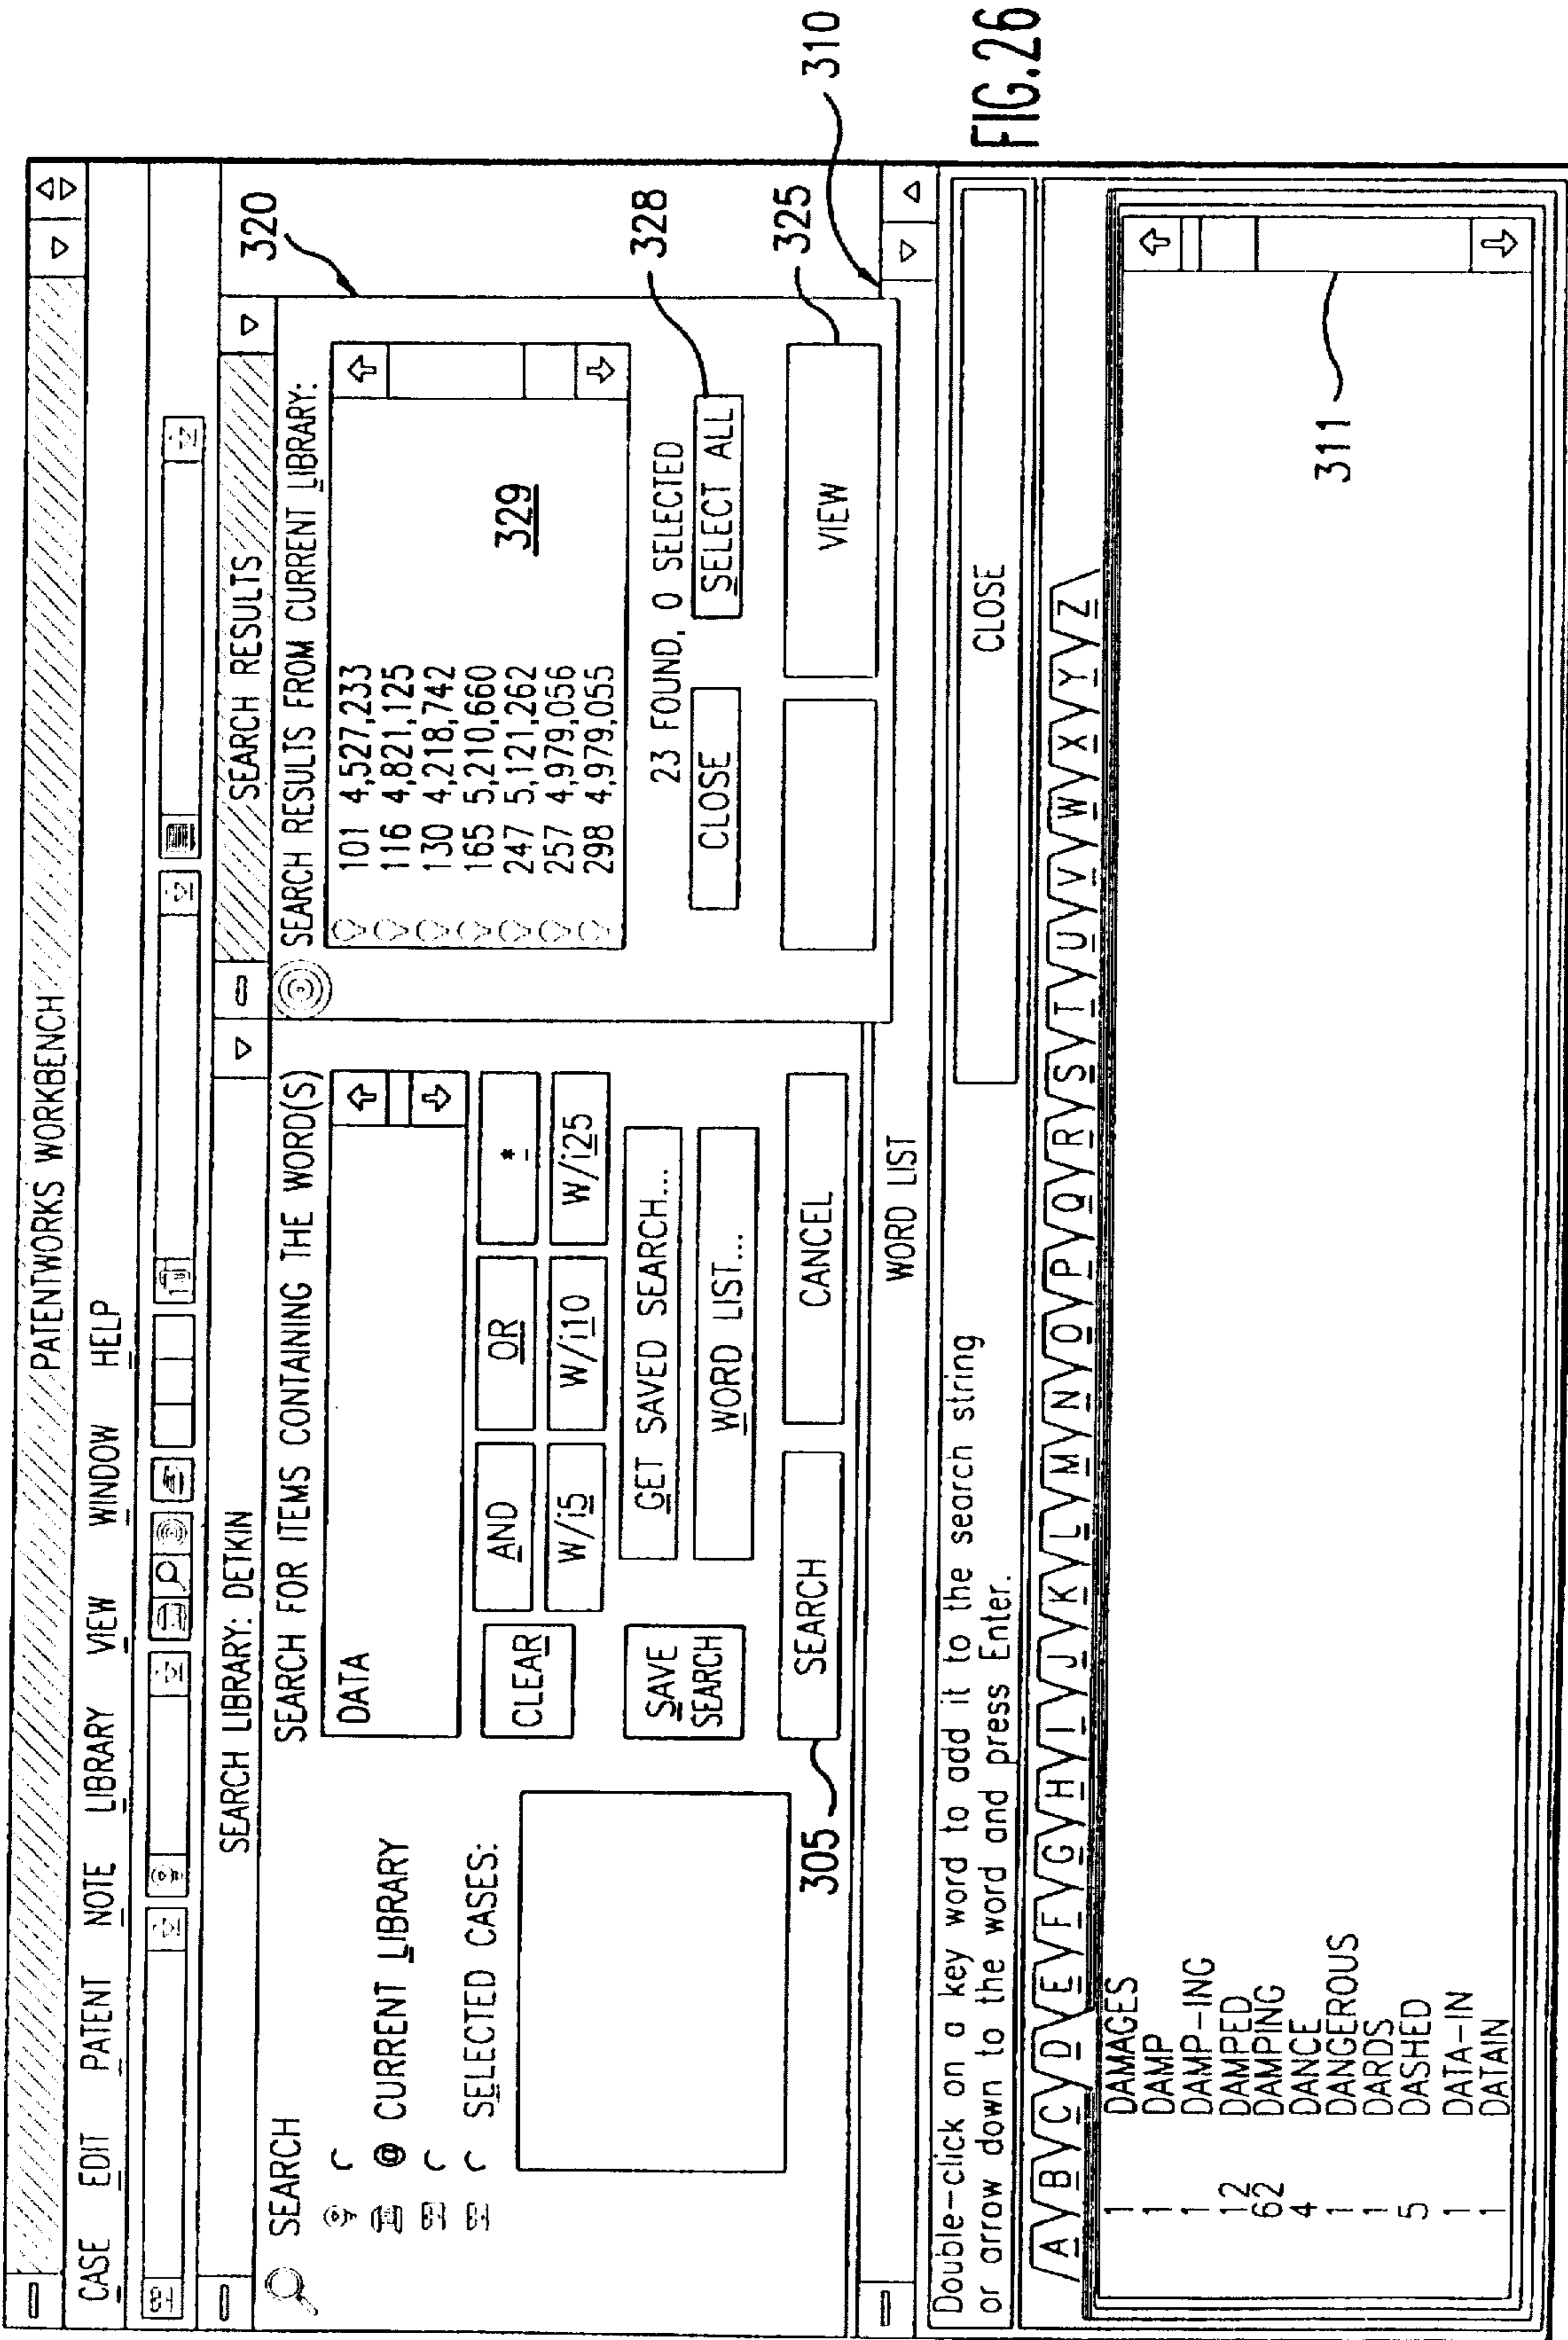 PATENTWORKS WORKBENCH
CASE EDIT PATENT NOTE LIBRARY VIEW WINDOW HELP
SEARCH LIBRARY: DETKIN
SEARCH
CURRENT LIBRARY
SELECTED CASES:
SEARCH FOR ITEMS CONTAINING THE WORD(S)
DATA
CLEAR AND OR *
W/i5 W/i10 W/i25
SAVE SEARCH
GET SAVED SEARCH...
WORD LIST...
305
SEARCH CANCEL
SEARCH RESULTS
320
SEARCH RESULTS FROM CURRENT LIBRARY:
101 4,527,233
116 4,821,125
130 4,218,742
165 5,210,660
247 5,121,262
257 4,979,056
298 4,979,055
329
23 FOUND, 0 SELECTED
CLOSE SELECT ALL
328
VIEW
325
310
WORD LIST
Double-click on a key word to add it to the search string
or arrow down to the word and press Enter.
CLOSE
A B C D E F G H I J K L M N O P Q R S T U V W X Y Z
1 DAMAGES
1 DAMP
1 DAMP-ING
12 DAMPED
62 DAMPING
4 DANCE
1 DANGEROUS
1 DARDS
5 DASHED
1 DATA-IN
1 DATAIN
311
FIG.26